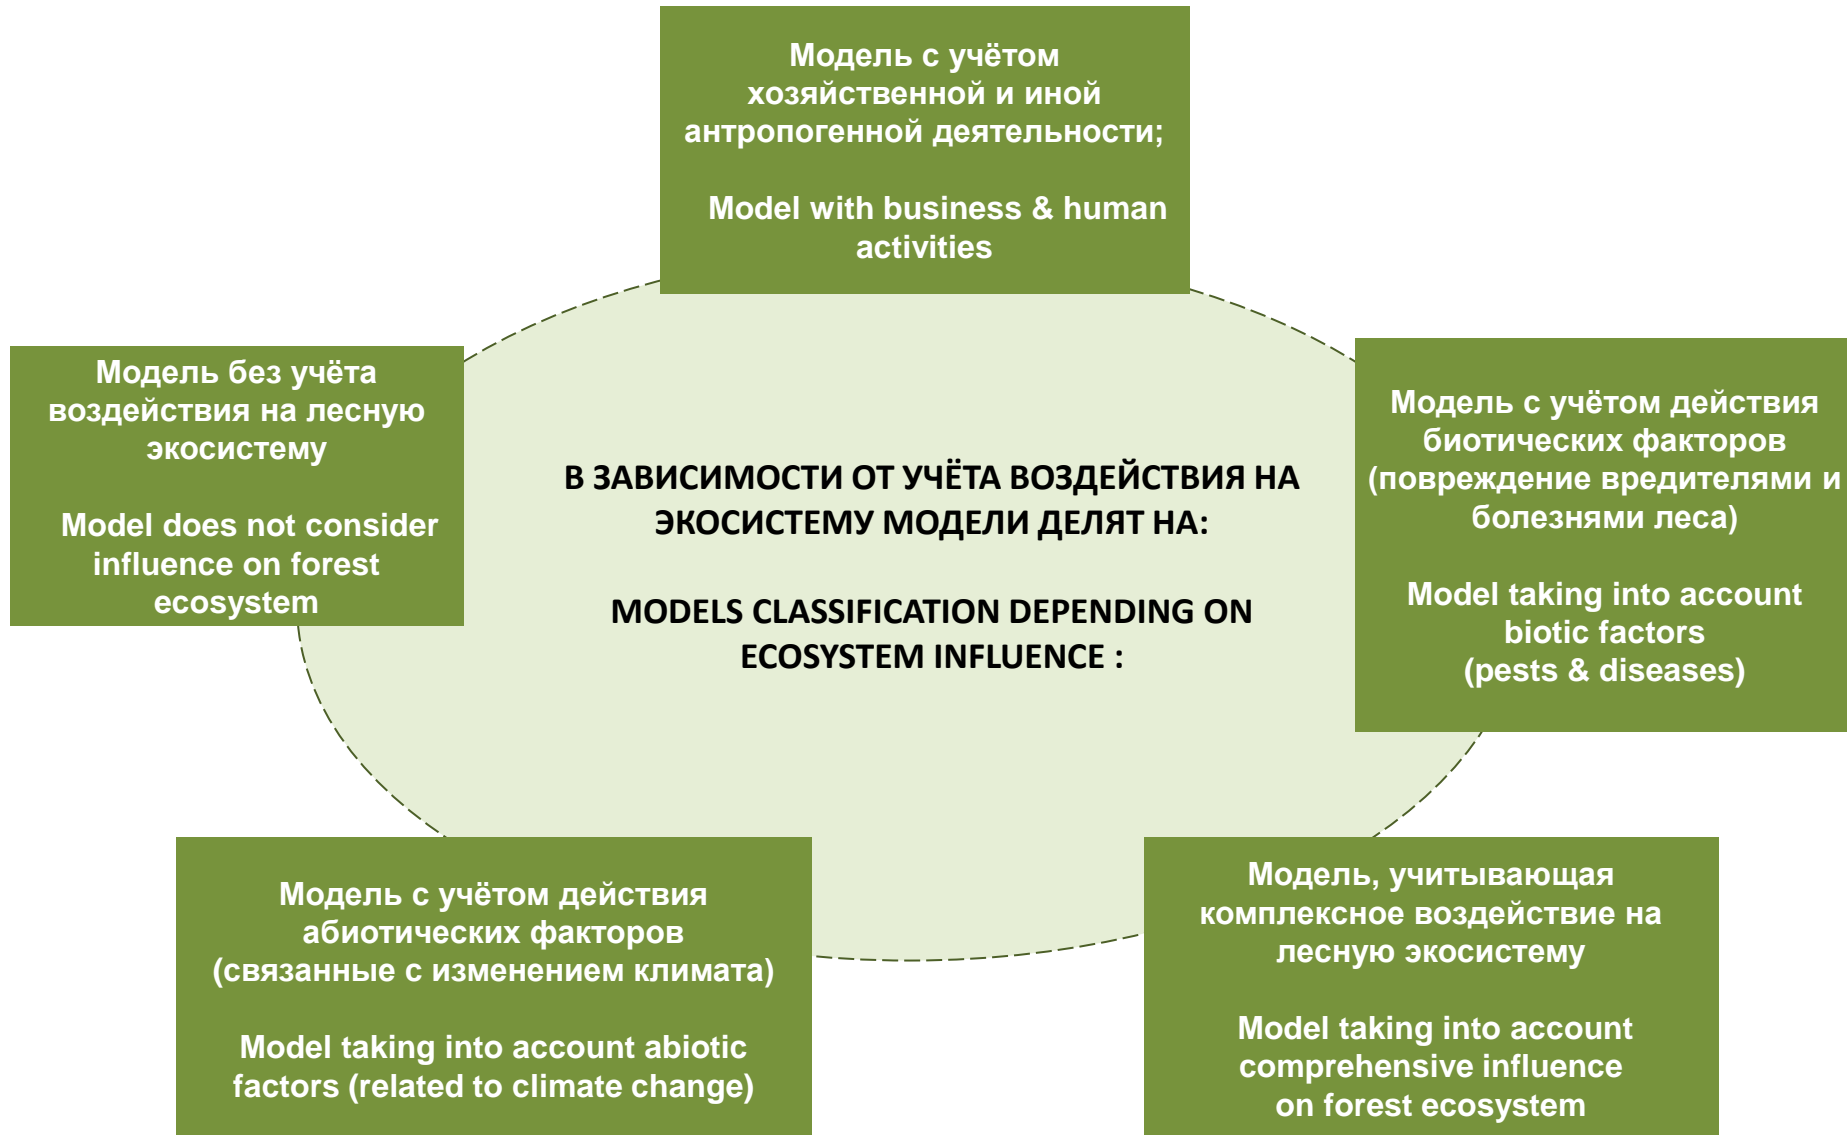 Модель с учётом
хозяйственной и иной
антропогенной деятельности;
Model with business & human
activities
Модель без учёта
воздействия на лесную
экосистему
Model does not consider
influence on forest
ecosystem
В ЗАВИСИМОСТИ ОТ УЧЁТА ВОЗДЕЙСТВИЯ НА
ЭКОСИСТЕМУ МОДЕЛИ ДЕЛЯТ НА:
MODELS CLASSIFICATION DEPENDING ON
ECOSYSTEM INFLUENCE :
Модель с учётом действия
биотических факторов
(повреждение вредителями и
болезнями леса)
Model taking into account
biotic factors
(pests & diseases)
Модель с учётом действия
абиотических факторов
(связанные с изменением климата)
Model taking into account abiotic
factors (related to climate change)
Модель, учитывающая
комплексное воздействие на
лесную экосистему
Model taking into account
comprehensive influence
on forest ecosystem